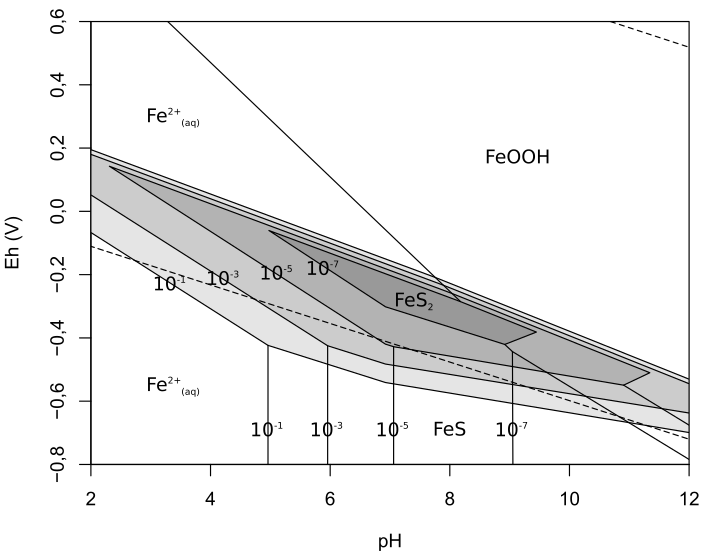 0,6
0,4
0,2
0,0
−0,2
−0,4
−0,6
−0,8
Eh (V)
Fe²⁺(aq)
FeOOH
10⁻¹ 10⁻³ 10⁻⁵ 10⁻⁷
FeS₂
Fe²⁺(aq)
10⁻¹ 10⁻³ 10⁻⁵ FeS 10⁻⁷
2 4 6 8 10 12
pH